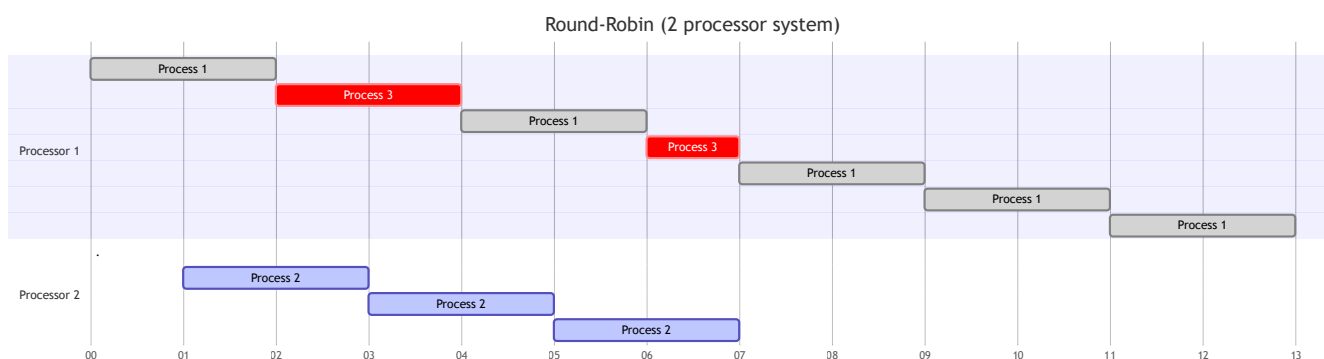 Round-Robin (2 processor system)
Process 1
Process 3
Process 1
Processor 1
Process 3
Process 1
Process 1
Process 1
.
Process 2
Processor 2
Process 2
Process 2
00 01 02 03 04 05 06 07 08 09 10 11 12 13